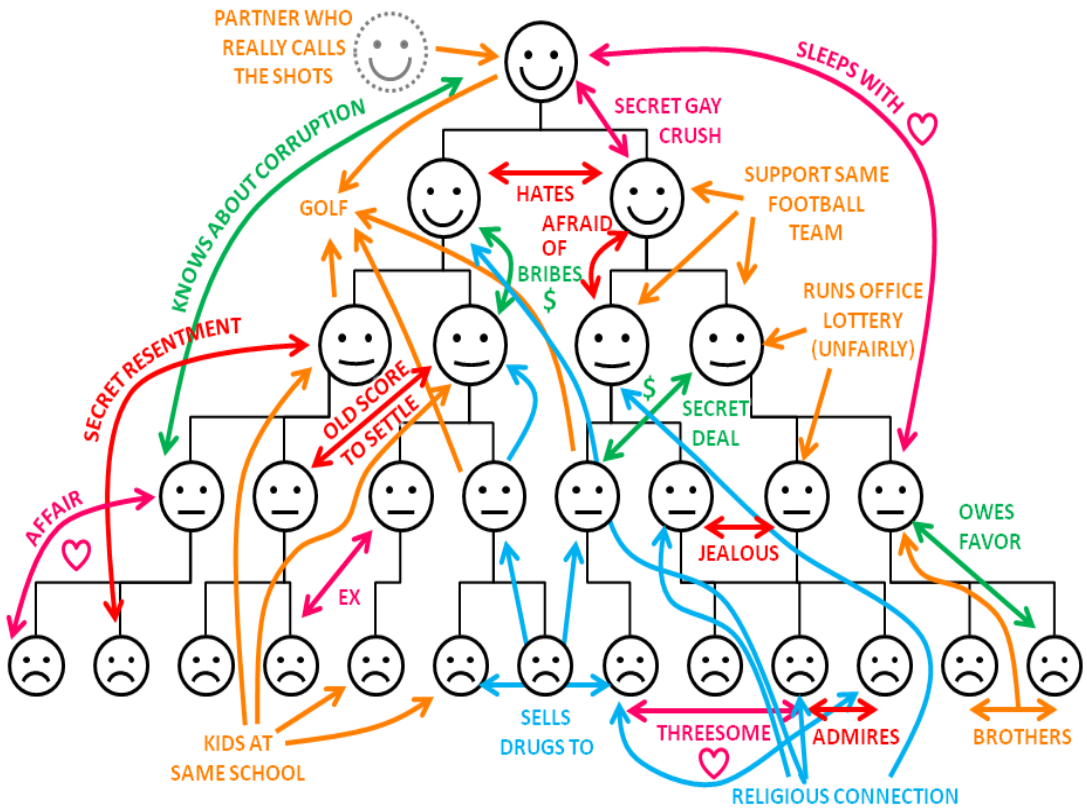 PARTNER WHO
REALLY CALLS
THE SHOTS
SLEEPS WITH
SECRET GAY
CRUSH
KNOWS ABOUT CORRUPTION
GOLF
HATES
SUPPORT SAME
FOOTBALL
TEAM
AFRAID
OF
BRIBES
$
RUNS OFFICE
LOTTERY
(UNFAIRLY)
SECRET RESENTMENT
OLD SCORE
TO SETTLE
$
SECRET
DEAL
AFFAIR
JEALOUS
OWES
FAVOR
EX
SELLS
DRUGS TO
THREESOME
ADMIRES
BROTHERS
KIDS AT
SAME SCHOOL
RELIGIOUS CONNECTION